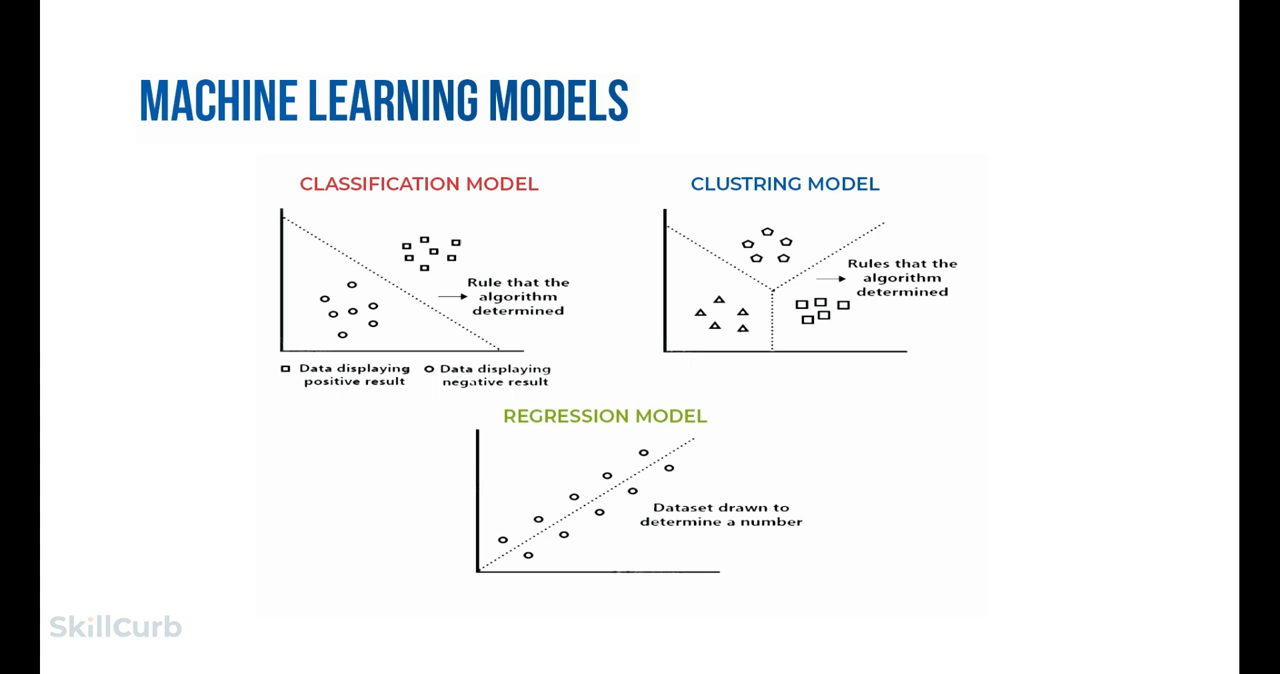 MACHINE LEARNING MODELS
CLASSIFICATION MODEL
Rule that the
algorithm
determined
Data displaying
positive result
Data displaying
negative result
CLUSTRING MODEL
Rules that the
algorithm
determined
REGRESSION MODEL
Dataset drawn to
determine a number
SkillCurb